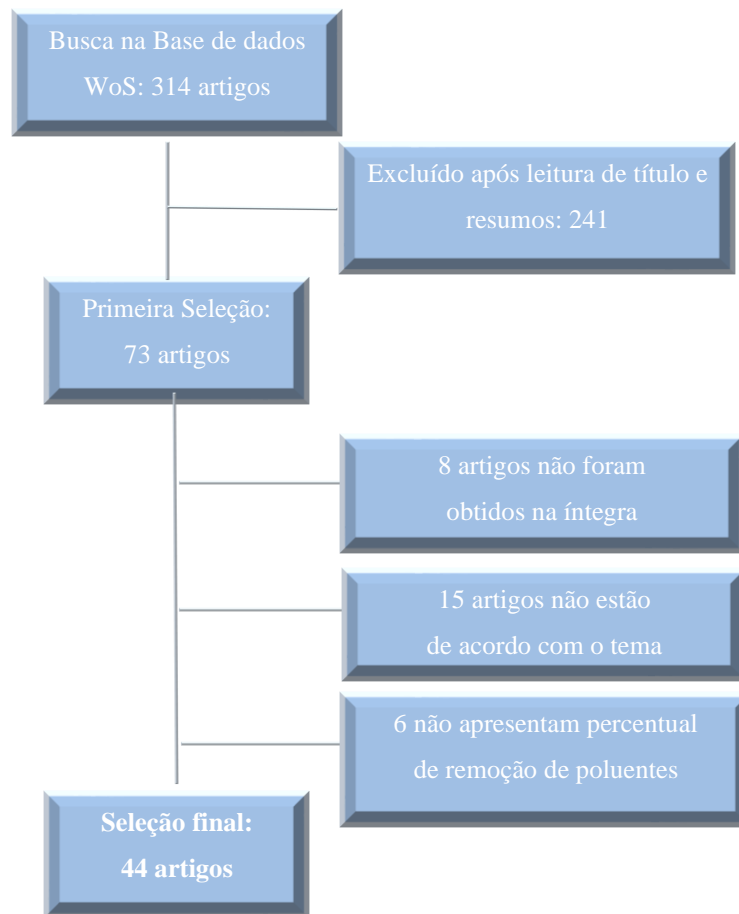 Busca na Base de dados
WoS: 314 artigos
Excluído após leitura de título e
resumos: 241
Primeira Seleção:
73 artigos
8 artigos não foram
obtidos na íntegra
15 artigos não estão
de acordo com o tema
6 não apresentam percentual
de remoção de poluentes
Seleção final:
44 artigos